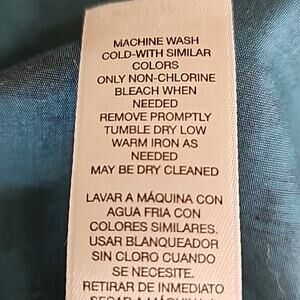 MACHINE WASH
COLD-WITH SIMILAR
COLORS
ONLY NON-CHLORINE
BLEACH WHEN
NEEDED
REMOVE PROMPTLY
TUMBLE DRY LOW
WARM IRON AS
NEEDED
MAY BE DRY CLEANED
LAVAR A MÁQUINA CON
AGUA FRIA CON
COLORES SIMILARES.
USAR BLANQUEADOR
SIN CLORO CUANDO
SE NECESITE.
RETIRAR DE INMEDIATO